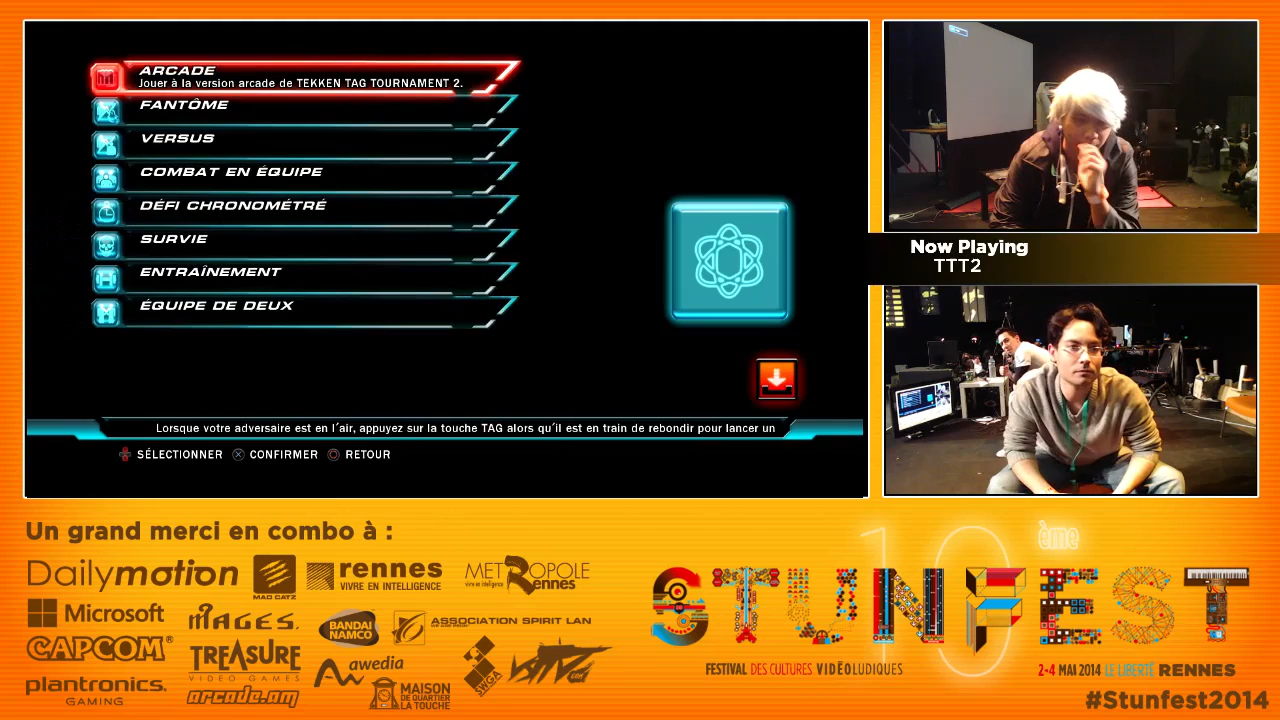 ARCADE
Jouer à la version arcade de TEKKEN TAG TOURNAMENT 2.
FANTÔME
VERSUS
COMBAT EN ÉQUIPE
DÉFI CHRONOMÉTRÉ
SURVIE
ENTRAÎNEMENT
ÉQUIPE DE DEUX
Lorsque votre adversaire est en l'air, appuyez sur la touche TAG alors qu'il est en train de rebondir pour lancer un
SÉLECTIONNER CONFIRMER RETOUR
Now Playing
TTT2
Un grand merci en combo à :
Dailymotion
MAD CATZ
rennes
VIVRE EN INTELLIGENCE
METROPOLE
vivre en intelligence
Rennes
Microsoft
MAGES.
BANDAI
NAMCO
ASSOCIATION SPIRIT LAN
CAPCOM®
TREASURE
VIDEO GAMES
awedia
SWGA
plantronics.
GAMING
arcade.am
MAISON
DE QUARTIER
LA TOUCHE
10ème
STUNFEST
FESTIVAL DES CULTURES VIDÉOLUDIQUES
2-4 MAI 2014 LE LIBERTÉ RENNES
#Stunfest2014